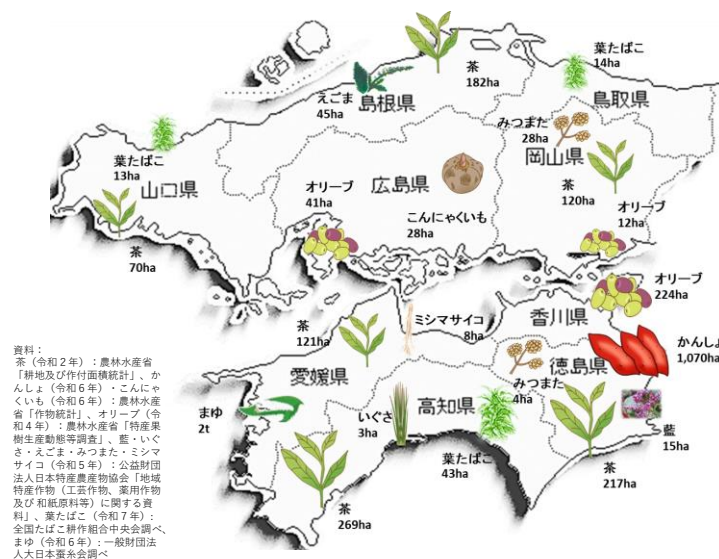 葉たばこ
14ha
茶
182ha
鳥取県
えごま
45ha
島根県
みつまた
28ha
岡山県
葉たばこ
13ha
山口県
広島県
オリーブ
41ha
茶
120ha
オリーブ
12ha
こんにゃくいも
28ha
茶
70ha
オリーブ
224ha
香川県
ミシマサイコ
8ha
茶
121ha
かんしょ
1,070ha
徳島県
愛媛県
みつまた
4ha
高知県
まゆ
2t
いぐさ
3ha
藍
15ha
葉たばこ
43ha
茶
217ha
茶
269ha
資料：
茶（令和２年）：農林水産省
「耕地及び作付面積統計」、か
んしょ（令和６年）・こんにゃ
くいも（令和６年）：農林水産
省「作物統計」、オリーブ（令
和４年）：農林水産省「特産果
樹生産動態等調査」、藍・いぐ
さ・えごま・みつまた・ミシマ
サイコ（令和５年）：公益財団
法人日本特産農産物協会「地域
特産作物（工芸作物、薬用作物
及び和紙原料等）に関する資
料」、葉たばこ（令和７年）：
全国たばこ耕作組合中央会調べ、
まゆ（令和６年）：一般財団法
人大日本蚕糸会調べ